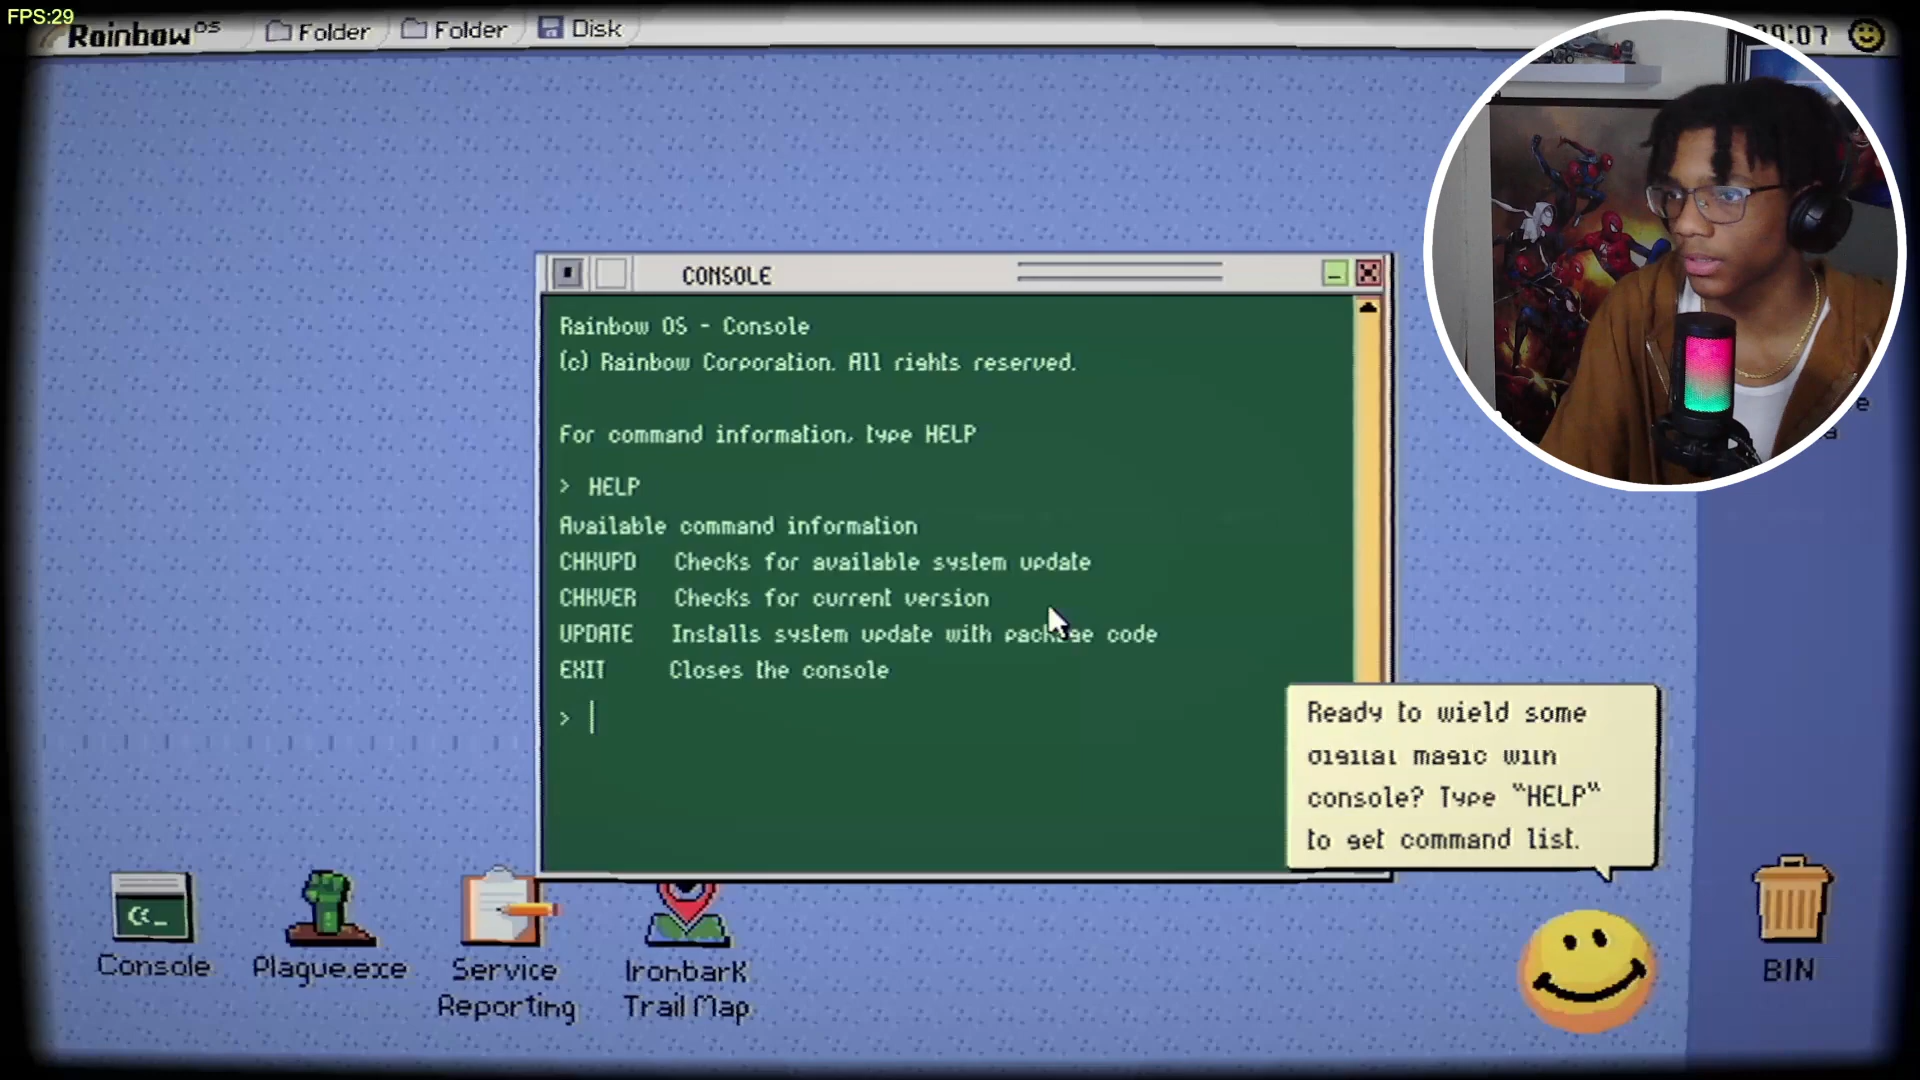 FPS:29
Rainbow OS
Folder
Folder
Disk
CONSOLE
Rainbow OS - Console
(c) Rainbow Corporation. All rights reserved.
For command information, type HELP
> HELP
Available command information
CHKUPD Checks for available system update
CHKVER Checks for current version
UPDATE Installs system update with package code
EXIT Closes the console
>
Ready to wield some
digital magic with
console? Type "HELP"
to get command list.
Console
Plague.exe
Service
Reporting
Ironbark
Trail Map
BIN